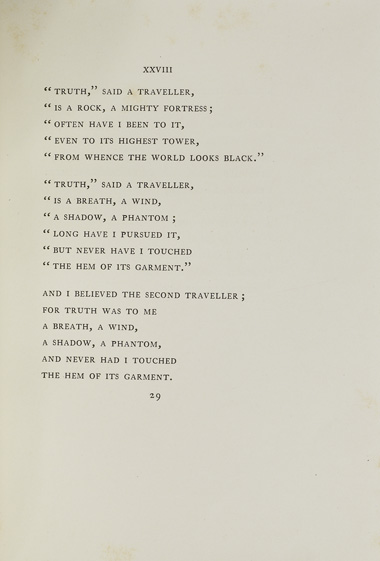 XXVIII
“ TRUTH,” SAID A TRAVELLER,
“ IS A ROCK, A MIGHTY FORTRESS ;
“ OFTEN HAVE I BEEN TO IT,
“ EVEN TO ITS HIGHEST TOWER,
“ FROM WHENCE THE WORLD LOOKS BLACK.”
“ TRUTH,” SAID A TRAVELLER,
“ IS A BREATH, A WIND,
“ A SHADOW, A PHANTOM ;
“ LONG HAVE I PURSUED IT,
“ BUT NEVER HAVE I TOUCHED
“ THE HEM OF ITS GARMENT.”
AND I BELIEVED THE SECOND TRAVELLER ;
FOR TRUTH WAS TO ME
A BREATH, A WIND,
A SHADOW, A PHANTOM,
AND NEVER HAD I TOUCHED
THE HEM OF ITS GARMENT.
29